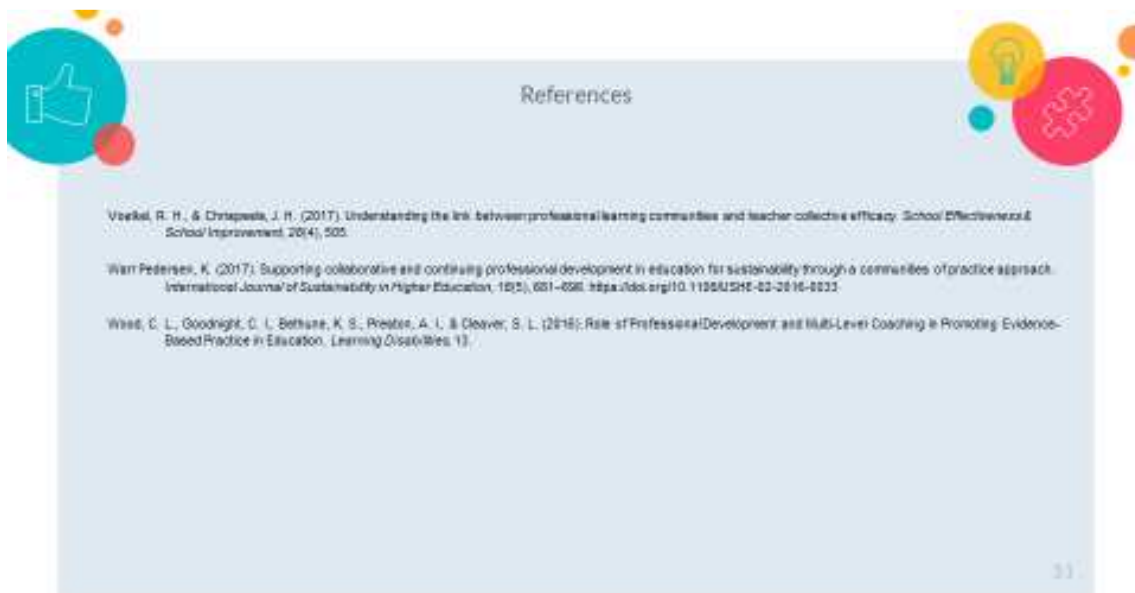 References
Voelkel, R. H., & Chrispeels, J. H. (2017). Understanding the link between professional learning communities and teacher collective efficacy. School Effectiveness &
School Improvement, 28(4), 505.
Warr Pedersen, K. (2017). Supporting collaborative and continuing professional development in education for sustainability through a communities of practice approach.
International Journal of Sustainability in Higher Education, 18(5), 681–696. https://doi.org/10.1108/IJSHE-02-2016-0033
Wood, C. L., Goodnight, C. I., Bethune, K. S., Preston, A. I., & Cleaver, S. L. (2016). Role of Professional Development and Multi-Level Coaching in Promoting Evidence-
Based Practice in Education. Learning Disabilities, 13.